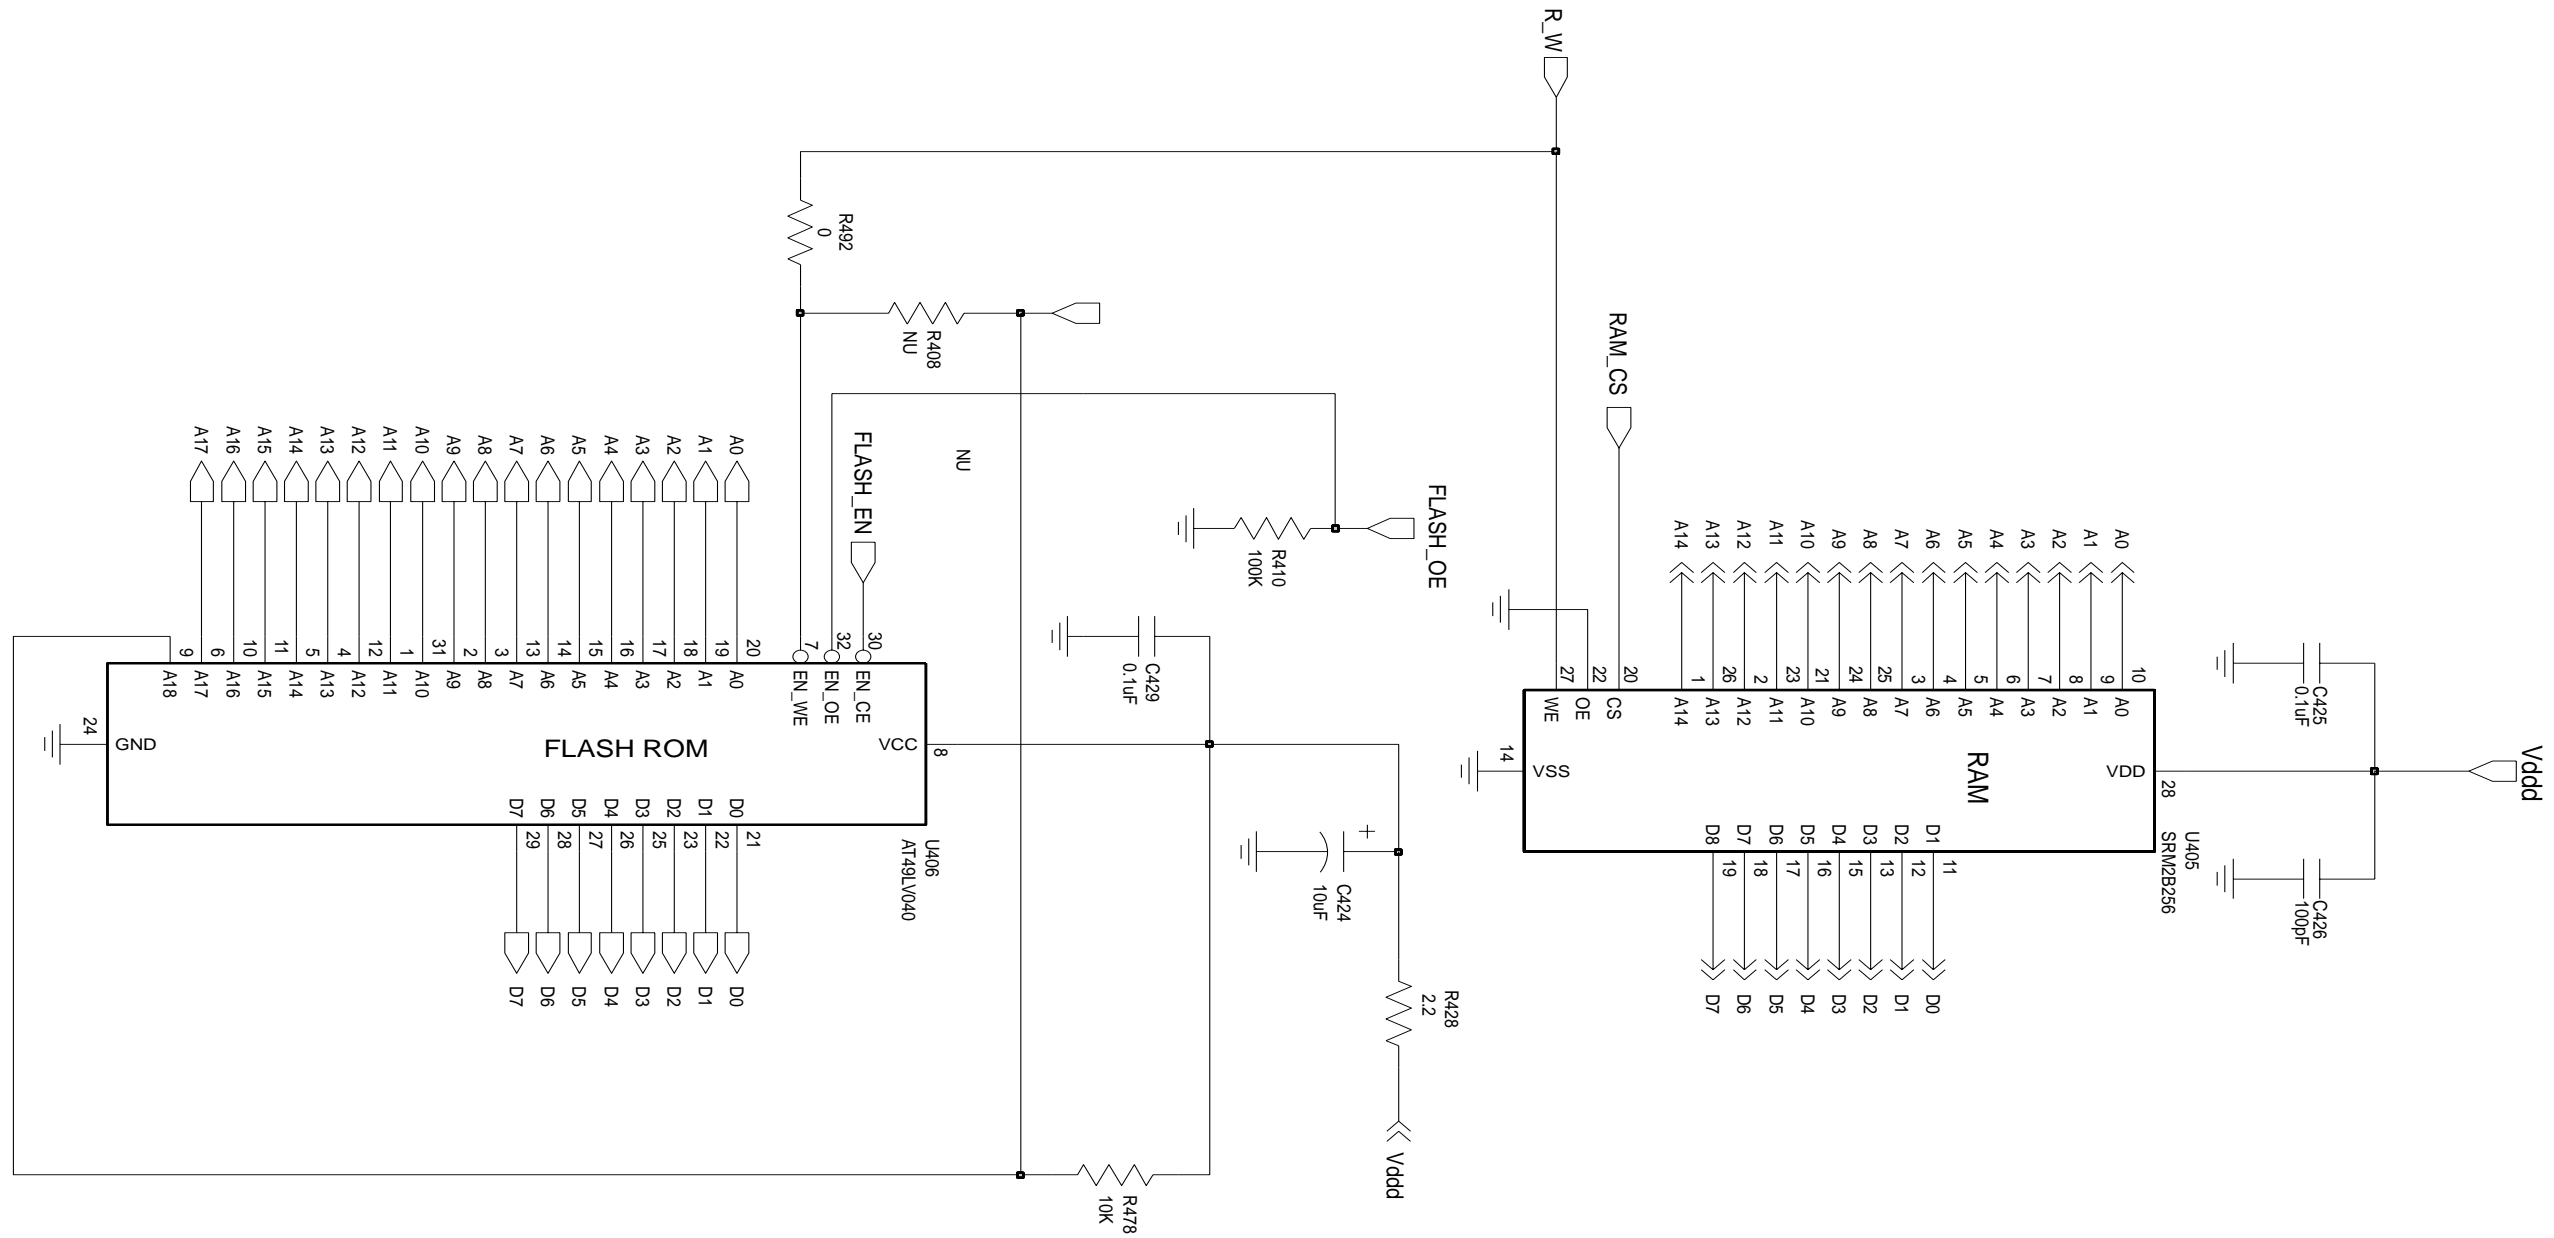 R_W
R492
0
R408
NU
RAM_CS
NU
FLASH_EN
FLASH_OE
R410
100K
A17
A16
A15
A14
A13
A12
A11
A10
A9
A8
A7
A6
A5
A4
A3
A2
A1
A0
9
6
10
11
5
4
12
1
31
2
3
13
14
15
16
17
18
19
20
7
32
30
A18
A17
A16
A15
A14
A13
A12
A11
A10
A9
A8
A7
A6
A5
A4
A3
A2
A1
A0
EN_WE
EN_OE
EN_CE
24
GND
FLASH ROM
VCC
8
D7
D6
D5
D4
D3
D2
D1
D0
29
28
27
26
25
23
22
21
U406
AT49LV040
D7
D6
D5
D4
D3
D2
D1
D0
C429
0.1uF
+
C424
10uF
R428
2.2
Vddd
R478
10K
A14
A13
A12
A11
A10
A9
A8
A7
A6
A5
A4
A3
A2
A1
A0
27
22
20
1
26
2
23
21
24
25
3
4
5
6
7
8
9
10
WE
OE
CS
A14
A13
A12
A11
A10
A9
A8
A7
A6
A5
A4
A3
A2
A1
A0
14
VSS
RAM
VDD
28
D8
D7
D6
D5
D4
D3
D2
D1
19
18
17
16
15
13
12
11
U405
SRM2B256
D7
D6
D5
D4
D3
D2
D1
D0
C425
0.1uF
Vddd
C426
100pF